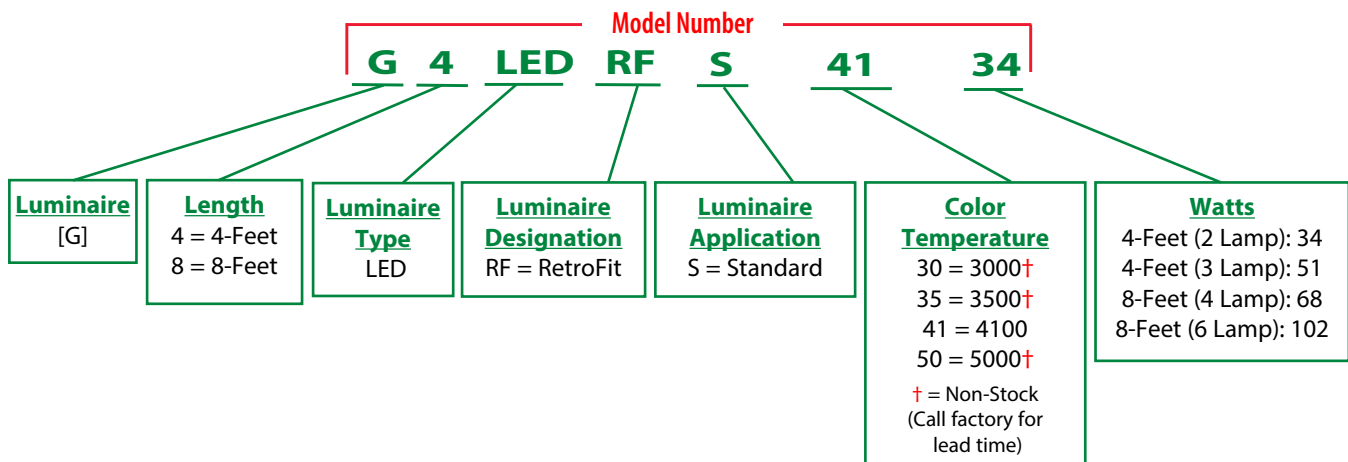 Model Number
G 4 LED RF S 41 34
Luminaire
[G]
Length
4 = 4-Feet
8 = 8-Feet
Luminaire
Type
LED
Luminaire
Designation
RF = RetroFit
Luminaire
Application
S = Standard
Color
Temperature
30 = 3000†
35 = 3500†
41 = 4100
50 = 5000†
† = Non-Stock
(Call factory for
lead time)
Watts
4-Feet (2 Lamp): 34
4-Feet (3 Lamp): 51
8-Feet (4 Lamp): 68
8-Feet (6 Lamp): 102